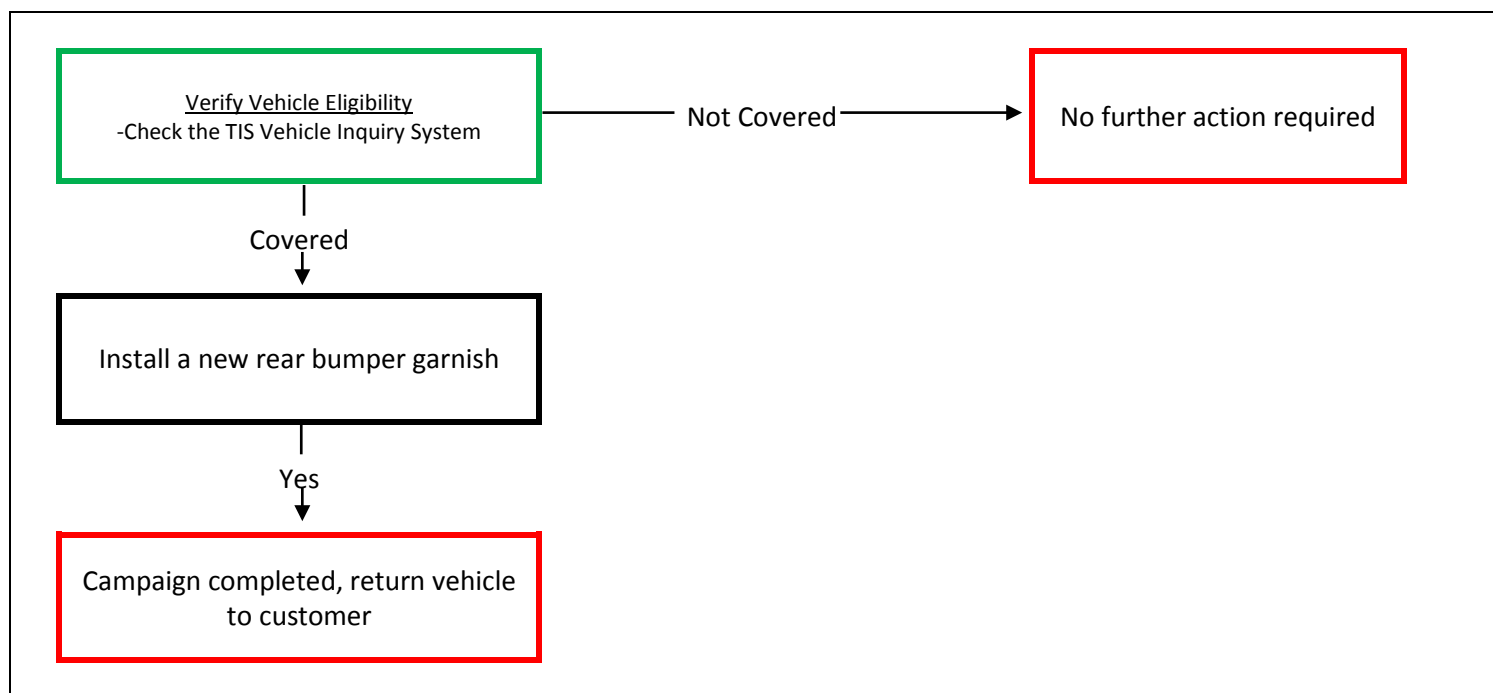 Verify Vehicle Eligibility
-Check the TIS Vehicle Inquiry System
Not Covered
No further action required
Covered
Install a new rear bumper garnish
Yes
Campaign completed, return vehicle
to customer